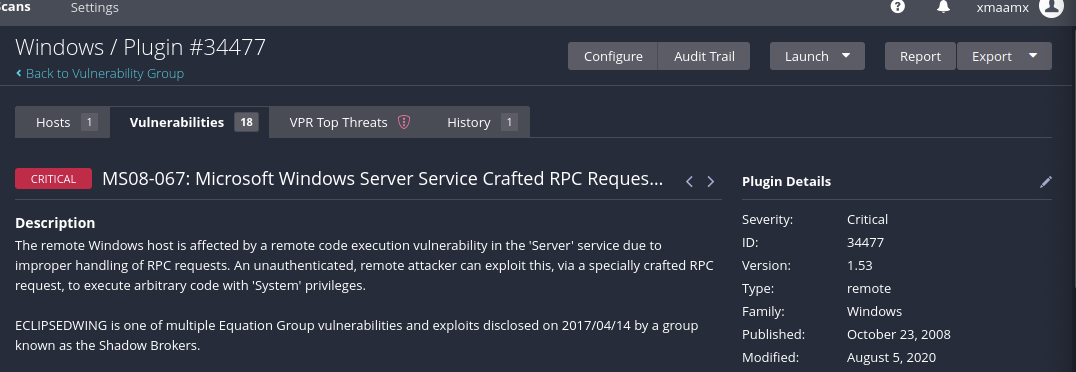 Scans Settings ? xmaamx
Windows / Plugin #34477
Configure Audit Trail Launch Report Export
< Back to Vulnerability Group
Hosts 1 Vulnerabilities 18 VPR Top Threats History 1
CRITICAL MS08-067: Microsoft Windows Server Service Crafted RPC Reques...
Description
The remote Windows host is affected by a remote code execution vulnerability in the 'Server' service due to
improper handling of RPC requests. An unauthenticated, remote attacker can exploit this, via a specially crafted RPC
request, to execute arbitrary code with 'System' privileges.
ECLIPSEDWING is one of multiple Equation Group vulnerabilities and exploits disclosed on 2017/04/14 by a group
known as the Shadow Brokers.
Plugin Details
Severity: Critical
ID: 34477
Version: 1.53
Type: remote
Family: Windows
Published: October 23, 2008
Modified: August 5, 2020